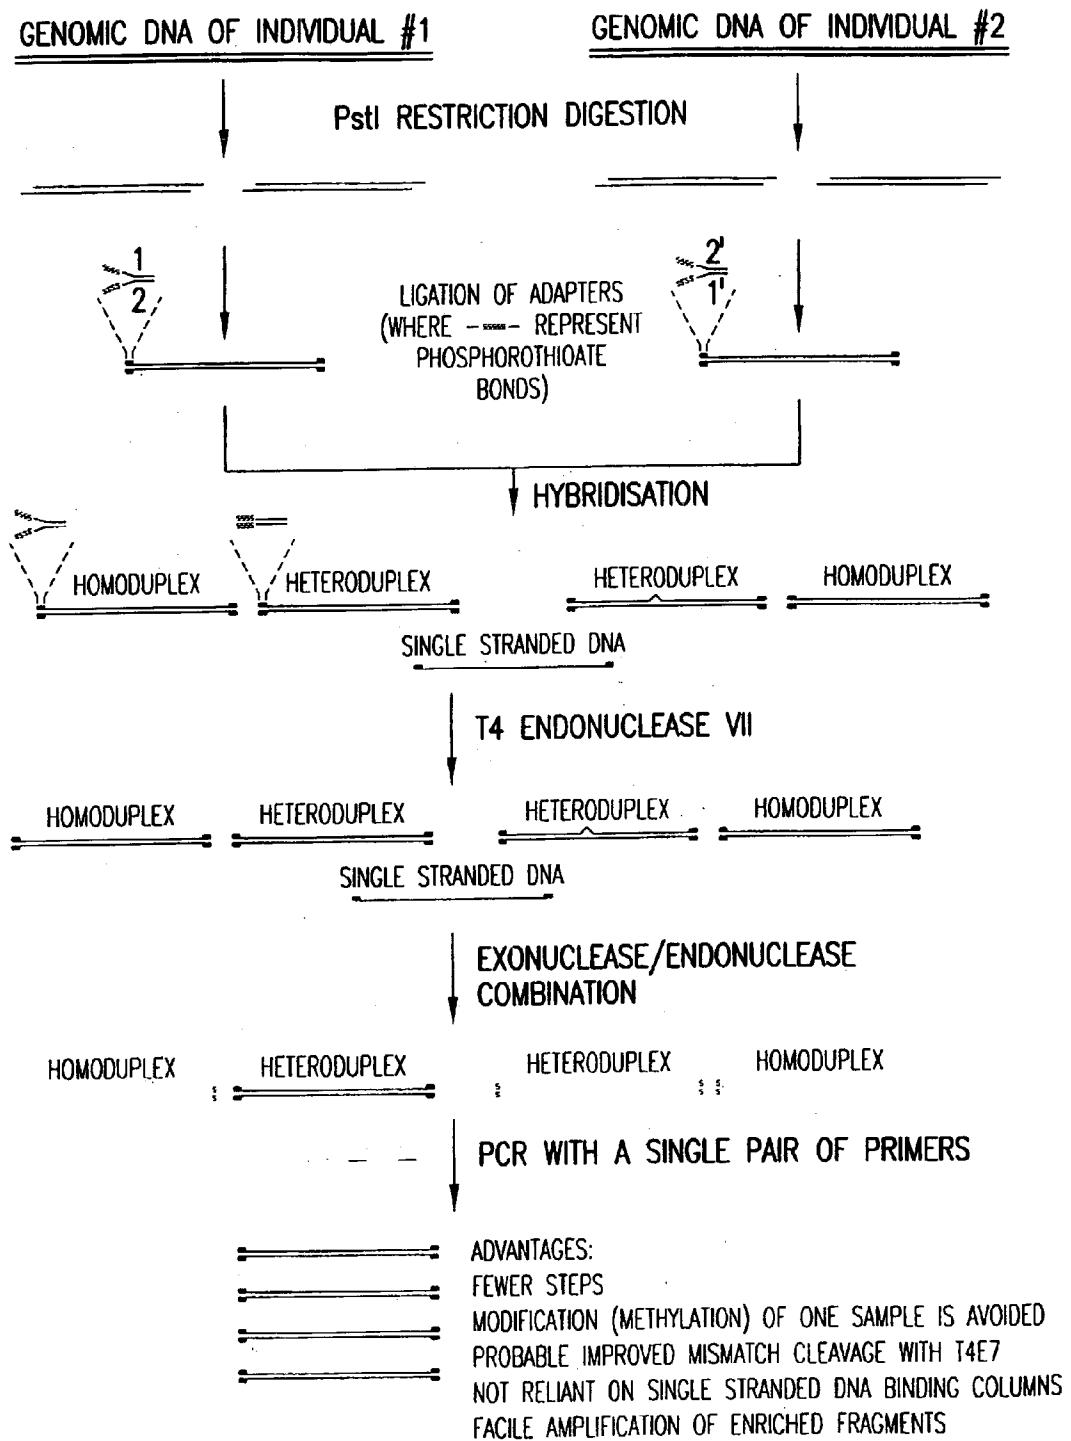 GENOMIC DNA OF INDIVIDUAL #1
GENOMIC DNA OF INDIVIDUAL #2
PstI RESTRICTION DIGESTION
1
2
2'
1'
LIGATION OF ADAPTERS
(WHERE ---- REPRESENT
PHOSPHOROTHIOATE
BONDS)
HYBRIDISATION
HOMODUPLEX
HETERODUPLEX
HETERODUPLEX
HOMODUPLEX
SINGLE STRANDED DNA
T4 ENDONUCLEASE VII
HOMODUPLEX
HETERODUPLEX
HETERODUPLEX
HOMODUPLEX
SINGLE STRANDED DNA
EXONUCLEASE/ENDONUCLEASE
COMBINATION
HOMODUPLEX
HETERODUPLEX
HETERODUPLEX
HOMODUPLEX
PCR WITH A SINGLE PAIR OF PRIMERS
ADVANTAGES:
FEWER STEPS
MODIFICATION (METHYLATION) OF ONE SAMPLE IS AVOIDED
PROBABLE IMPROVED MISMATCH CLEAVAGE WITH T4E7
NOT RELIANT ON SINGLE STRANDED DNA BINDING COLUMNS
FACILE AMPLIFICATION OF ENRICHED FRAGMENTS